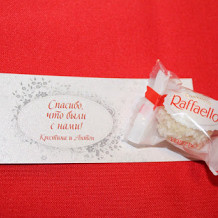 Спасибо,
что были
с нами!
Кристина и Антон
Raffaello